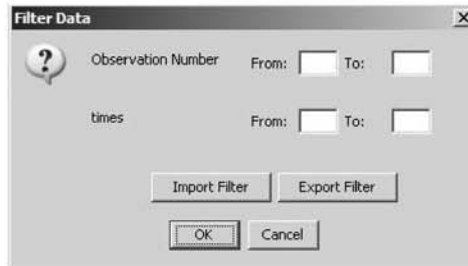 Filter Data
Observation Number From: To:
times From: To:
Import Filter Export Filter
OK Cancel